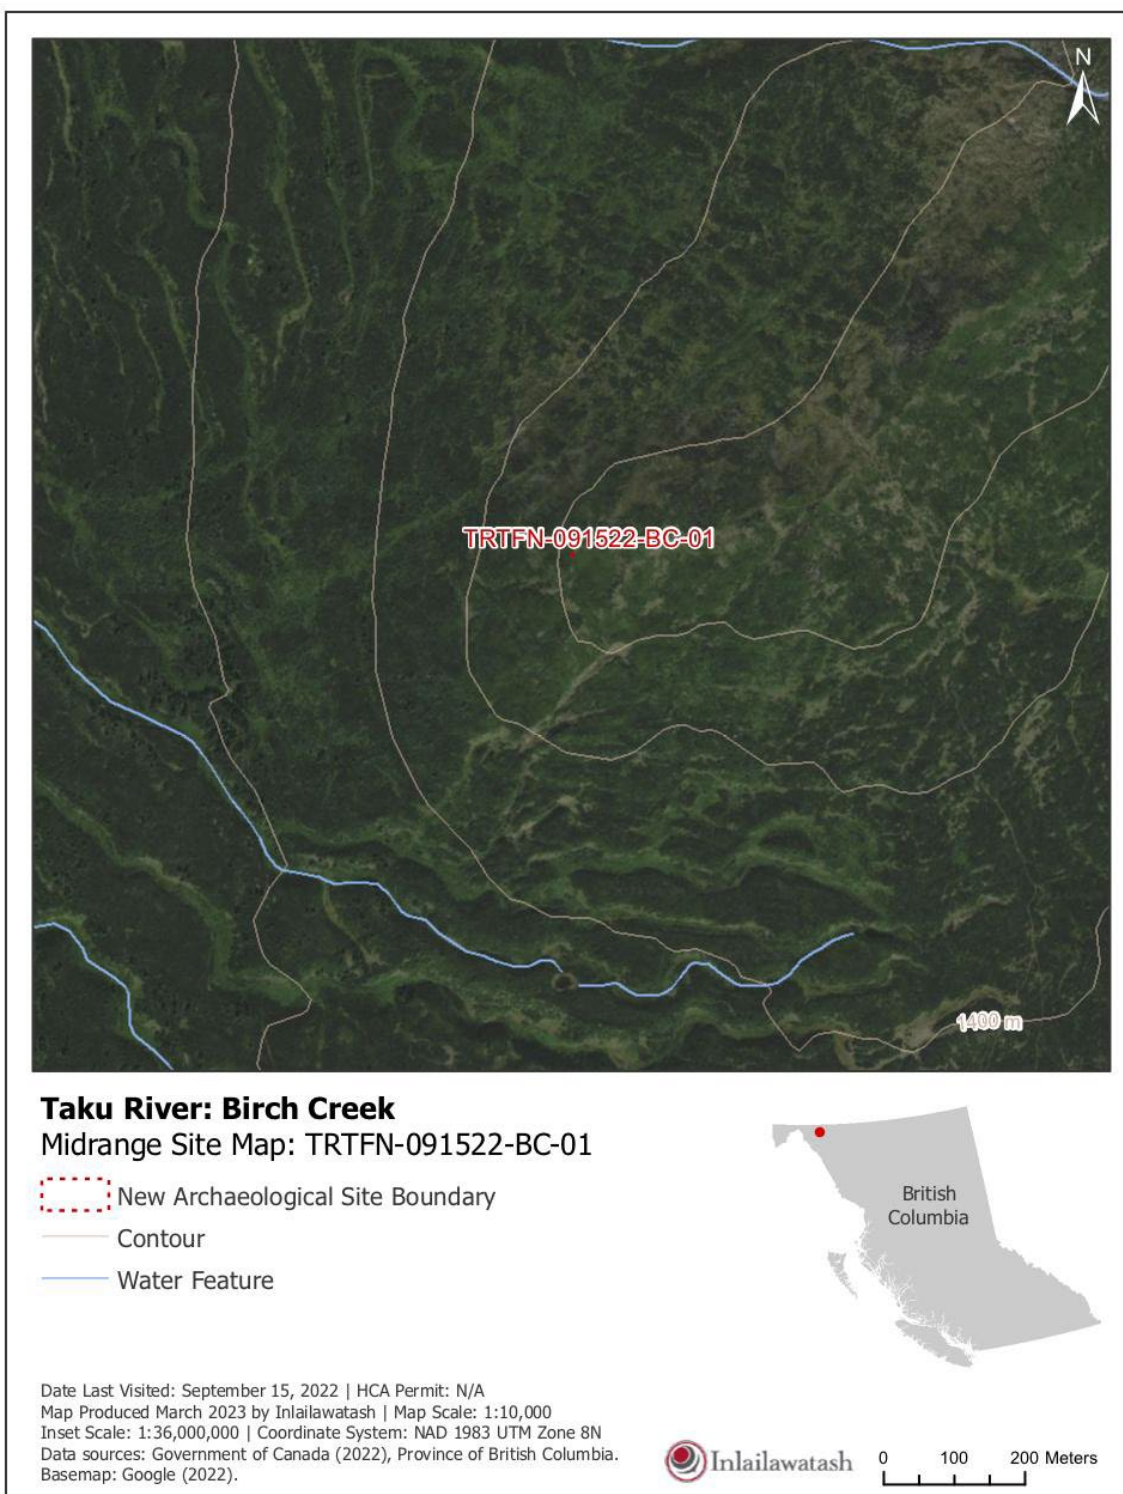 N
TRTFN-091522-BC-01
1400 m
Taku River: Birch Creek
Midrange Site Map: TRTFN-091522-BC-01
New Archaeological Site Boundary
Contour
Water Feature
British
Columbia
Date Last Visited: September 15, 2022 | HCA Permit: N/A
Map Produced March 2023 by Inlailawatash | Map Scale: 1:10,000
Inset Scale: 1:36,000,000 | Coordinate System: NAD 1983 UTM Zone 8N
Data sources: Government of Canada (2022), Province of British Columbia.
Basemap: Google (2022).
Inlailawatash
0 100 200 Meters